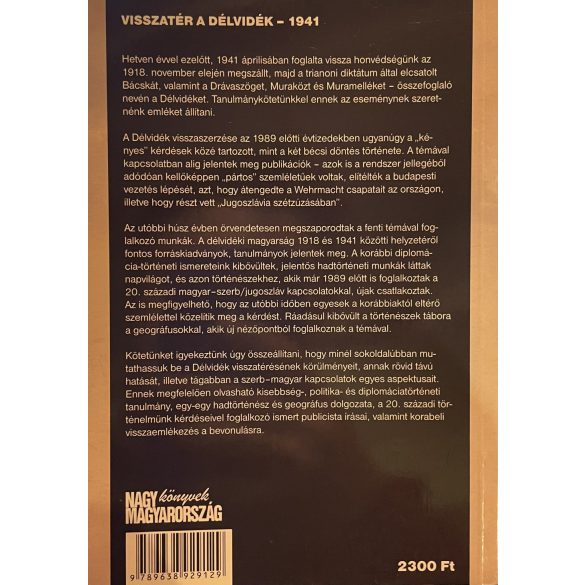 VISSZATÉR A DÉLVIDÉK – 1941
Hetven évvel ezelőtt, 1941 áprilisában foglalta vissza honvédségünk az
1918. november elején megszállt, majd a trianoni diktátum által elcsatolt
Bácskát, valamint a Drávaszöget, Muraközt és Muramelléket – összefoglaló
nevén a Délvidéket. Tanulmánykötetünkkel ennek az eseménynek szeret-
nénk emléket állítani.
A Délvidék visszaszerzése az 1989 előtti évtizedekben ugyanúgy a „ké-
nyes” kérdések közé tartozott, mint a két bécsi döntés története. A témával
kapcsolatban alig jelentek meg publikációk – azok is a rendszer jellegéből
adódóan kellőképpen „pártos” szemléletűek voltak, elítélték a budapesti
vezetés lépését, azt, hogy átengedte a Wehrmacht csapatait az országon,
illetve hogy részt vett „Jugoszlávia szétzúzásában”.
Az utóbbi húsz évben örvendetesen megszaporodtak a fenti témával fog-
lalkozó munkák. A délvidéki magyarság 1918 és 1941 közötti helyzetéről
fontos forráskiadványok, tanulmányok jelentek meg. A korábbi diplomá-
cia-történeti ismereteink kibővültek, jelentős hadtörténeti munkák láttak
napvilágot, és azon történészekhez, akik már 1989 előtt is foglalkoztak a
20. századi magyar–szerb/jugoszláv kapcsolatokkal, újak csatlakoztak.
Az is megfigyelhető, hogy az utóbbi időben egyesek a korábbiaktól eltérő
szemlélettel közelítik meg a kérdést. Ráadásul kibővült a történészek tábora
a geográfusokkal, akik új nézőpontból foglalkoznak a témával.
Kötetünket igyekeztünk úgy összeállítani, hogy minél sokoldalúbban mu-
tathassuk be a Délvidék visszatérésének körülményeit, annak rövid távú
hatását, illetve tágabban a szerb–magyar kapcsolatok egyes aspektusait.
Ennek megfelelően olvasható kisebbség-, politika- és diplomáciatörténeti
tanulmány, egy-egy hadtörténész és geográfus dolgozata, a 20. századi tör-
ténelmünk kérdéseivel foglalkozó ismert publicista írásai, valamint korabeli
visszaemlékezés a bevonulásra.
NAGY könyvek
MAGYARORSZÁG
9 789638 929129
2300 Ft